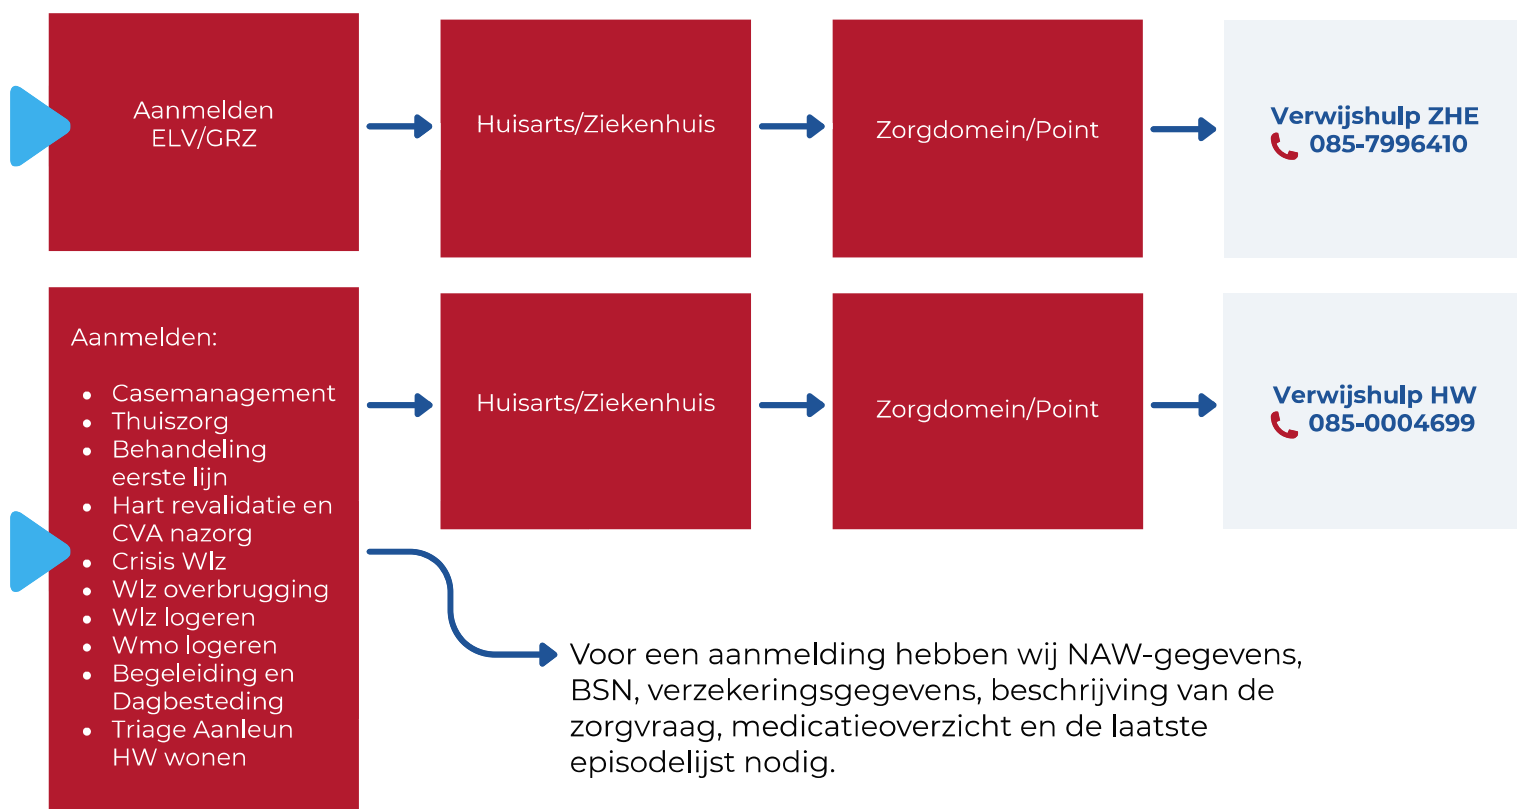 Aanmelden
ELV/GRZ
Huisarts/Ziekenhuis
Zorgdomein/Point
Verwijshulp ZHE
085-7996410
Aanmelden:
• Casemanagement
• Thuiszorg
• Behandeling
eerste lijn
• Hart revalidatie en
CVA nazorg
• Crisis Wlz
• Wlz overbrugging
• Wlz logeren
• Wmo logeren
• Begeleiding en
Dagbesteding
• Triage Aanleun
HW wonen
Huisarts/Ziekenhuis
Zorgdomein/Point
Verwijshulp HW
085-0004699
Voor een aanmelding hebben wij NAW-gegevens,
BSN, verzekeringsgegevens, beschrijving van de
zorgvraag, medicatieoverzicht en de laatste
episodelijst nodig.